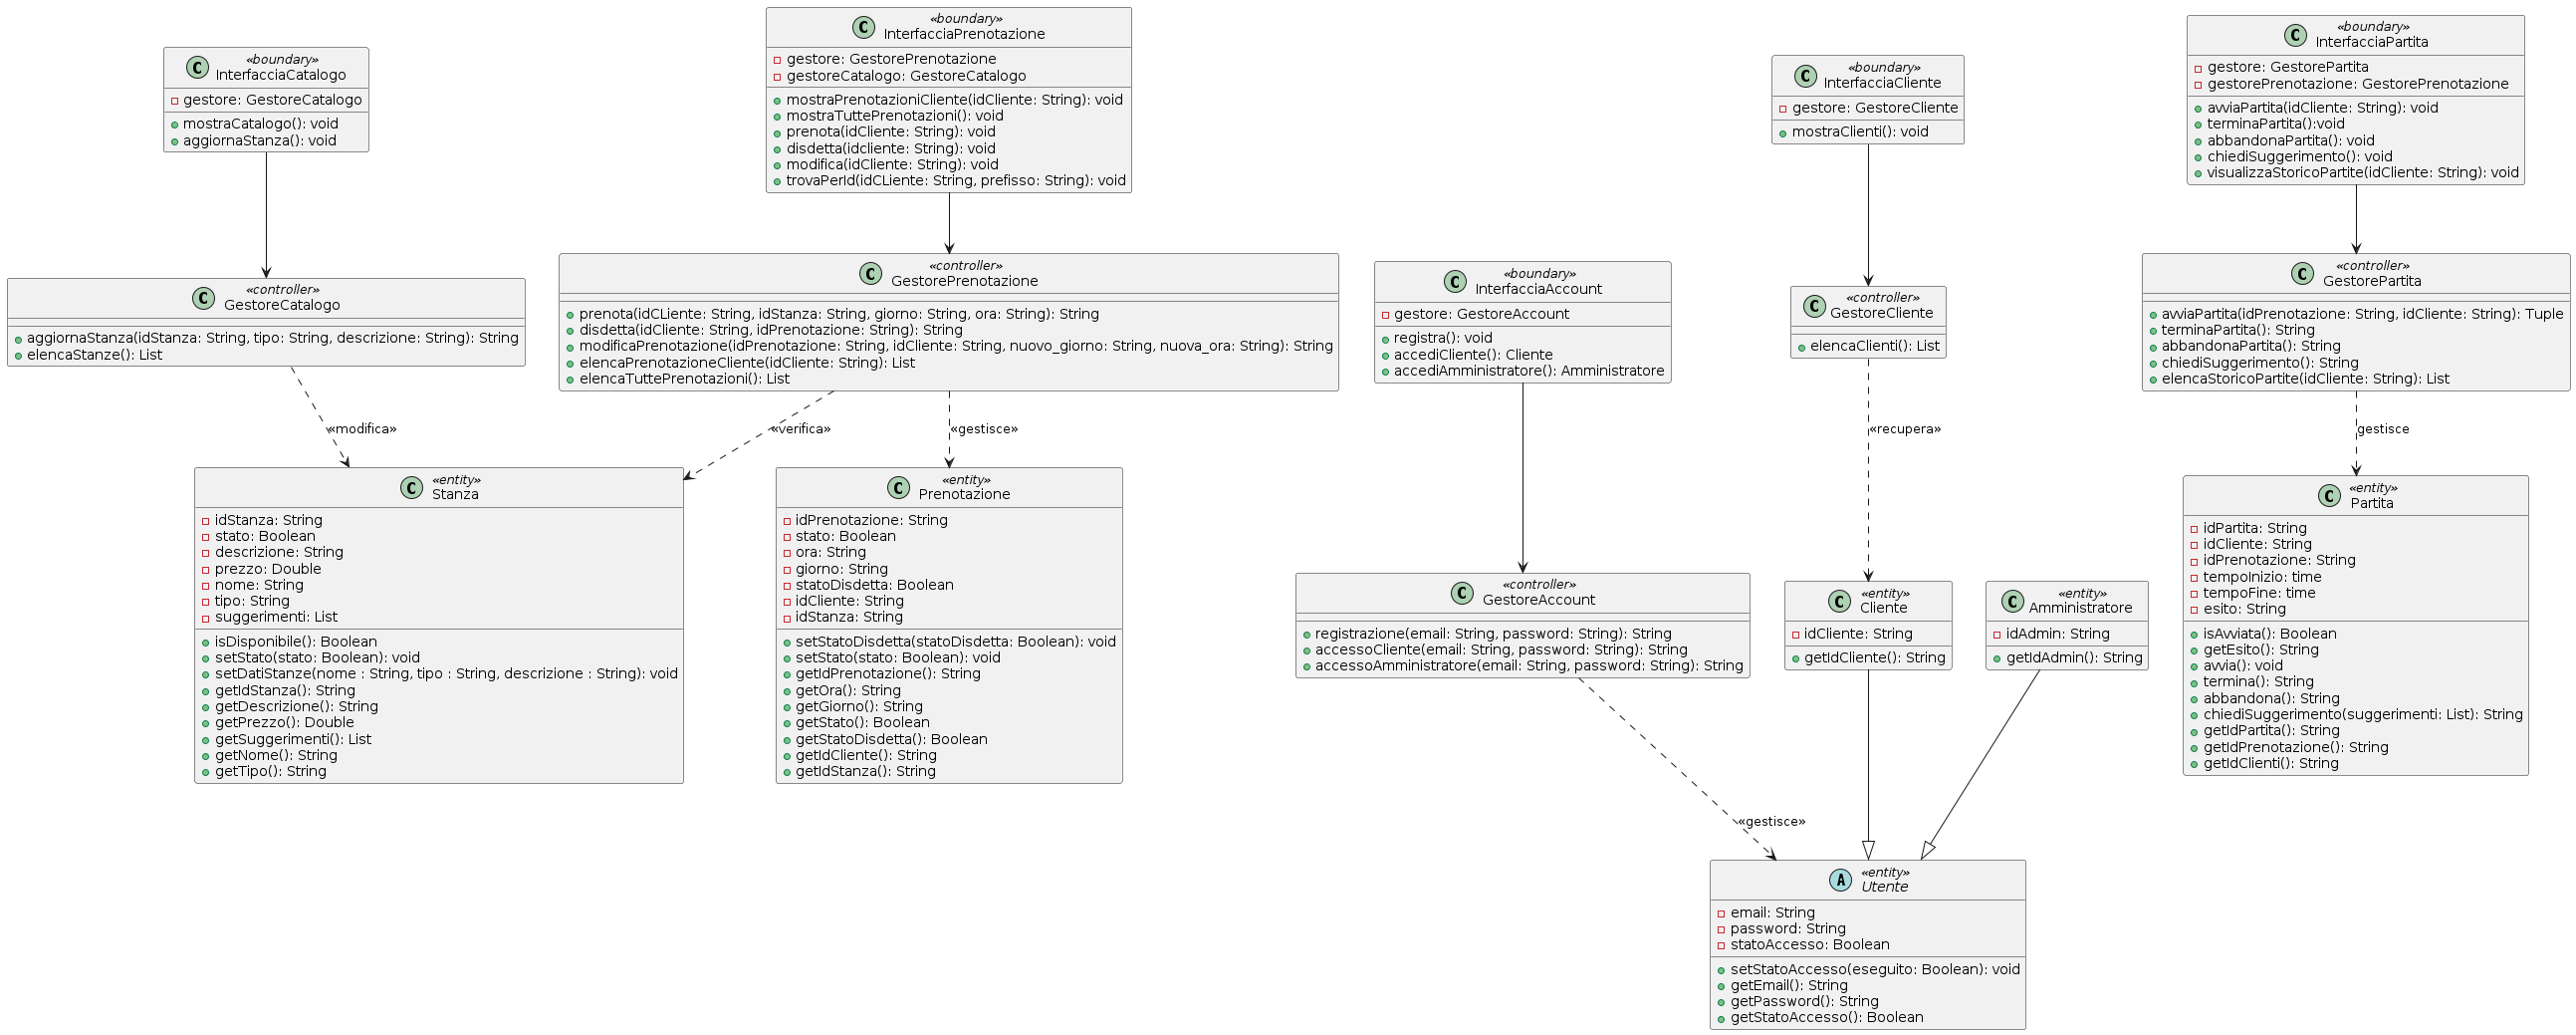 «boundary»
InterfacciaCatalogo
gestore: GestoreCatalogo
mostraCatalogo(): void
aggiornaStanza(): void
«boundary»
InterfacciaPrenotazione
gestore: GestorePrenotazione
gestoreCatalogo: GestoreCatalogo
mostraPrenotazioniCliente(idCliente: String): void
mostraTuttePrenotazioni(): void
prenota(idCliente: String): void
disdetta(idcliente: String): void
modifica(idCliente: String): void
trovaPerId(idCLiente: String, prefisso: String): void
«boundary»
InterfacciaCliente
gestore: GestoreCliente
mostraClienti(): void
«boundary»
InterfacciaPartita
gestore: GestorePartita
gestorePrenotazione: GestorePrenotazione
avviaPartita(idCliente: String): void
terminaPartita():void
abbandonaPartita(): void
chiediSuggerimento(): void
visualizzaStoricoPartite(idCliente: String): void
«controller»
GestoreCatalogo
aggiornaStanza(idStanza: String, tipo: String, descrizione: String): String
elencaStanze(): List
«controller»
GestorePrenotazione
prenota(idCLiente: String, idStanza: String, giorno: String, ora: String): String
disdetta(idCliente: String, idPrenotazione: String): String
modificaPrenotazione(idPrenotazione: String, idCliente: String, nuovo_giorno: String, nuova_ora: String): String
elencaPrenotazioneCliente(idCliente: String): List
elencaTuttePrenotazioni(): List
«boundary»
InterfacciaAccount
gestore: GestoreAccount
registra(): void
accediCliente(): Cliente
accediAmministratore(): Amministratore
«controller»
GestoreCliente
elencaClienti(): List
«controller»
GestorePartita
avviaPartita(idPrenotazione: String, idCliente: String): Tuple
terminaPartita(): String
abbandonaPartita(): String
chiediSuggerimento(): String
elencaStoricoPartite(idCliente: String): List
«modifica»
«verifica»
«gestisce»
«recupera»
gestisce
«entity»
Stanza
idStanza: String
stato: Boolean
descrizione: String
prezzo: Double
nome: String
tipo: String
suggerimenti: List
isDisponibile(): Boolean
setStato(stato: Boolean): void
setDatiStanze(nome : String, tipo : String, descrizione : String): void
getIdStanza(): String
getDescrizione(): String
getPrezzo(): Double
getSuggerimenti(): List
getNome(): String
getTipo(): String
«entity»
Prenotazione
idPrenotazione: String
stato: Boolean
ora: String
giorno: String
statoDisdetta: Boolean
idCliente: String
idStanza: String
setStatoDisdetta(statoDisdetta: Boolean): void
setStato(stato: Boolean): void
getIdPrenotazione(): String
getOra(): String
getGiorno(): String
getStato(): Boolean
getStatoDisdetta(): Boolean
getIdCliente(): String
getIdStanza(): String
«controller»
GestoreAccount
registrazione(email: String, password: String): String
accessoCliente(email: String, password: String): String
accessoAmministratore(email: String, password: String): String
«entity»
Cliente
idCliente: String
getIdCliente(): String
«entity»
Amministratore
idAdmin: String
getIdAdmin(): String
«entity»
Partita
idPartita: String
idCliente: String
idPrenotazione: String
tempoInizio: time
tempoFine: time
esito: String
isAvviata(): Boolean
getEsito(): String
avvia(): void
termina(): String
abbandona(): String
chiediSuggerimento(suggerimenti: List): String
getIdPartita(): String
getIdPrenotazione(): String
getIdClienti(): String
«gestisce»
«entity»
Utente
email: String
password: String
statoAccesso: Boolean
setStatoAccesso(eseguito: Boolean): void
getEmail(): String
getPassword(): String
getStatoAccesso(): Boolean